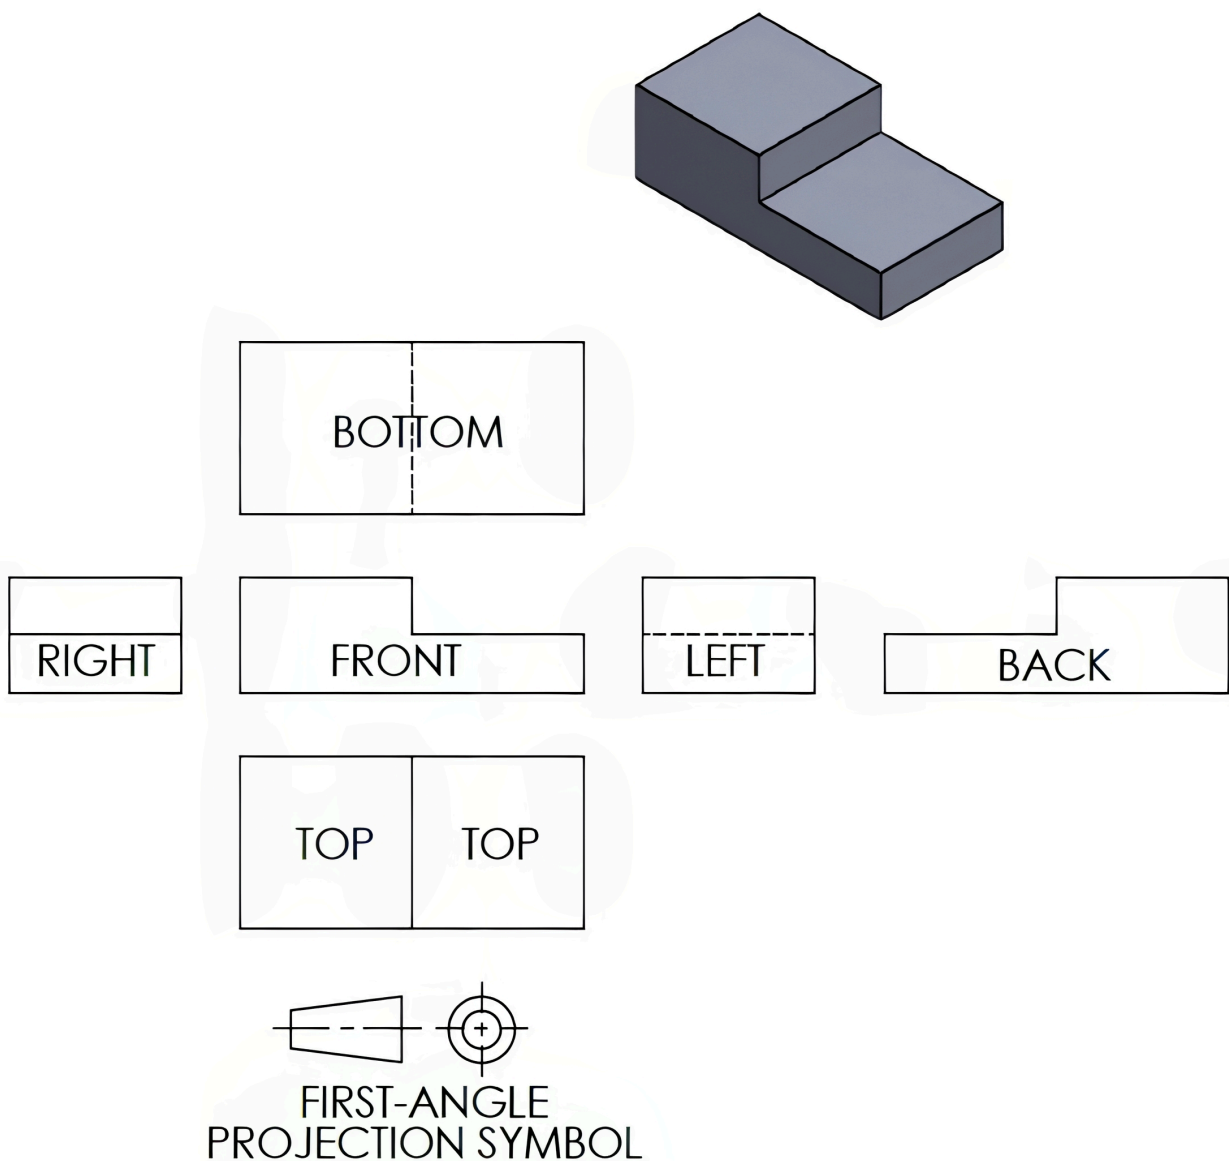 BOTTOM
RIGHT
FRONT
LEFT
BACK
TOP
TOP
FIRST-ANGLE
PROJECTION SYMBOL